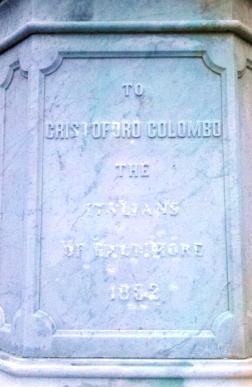 TO
CRISTOFORO COLOMBO
THE
ITALIANS
OF BALTIMORE
1892